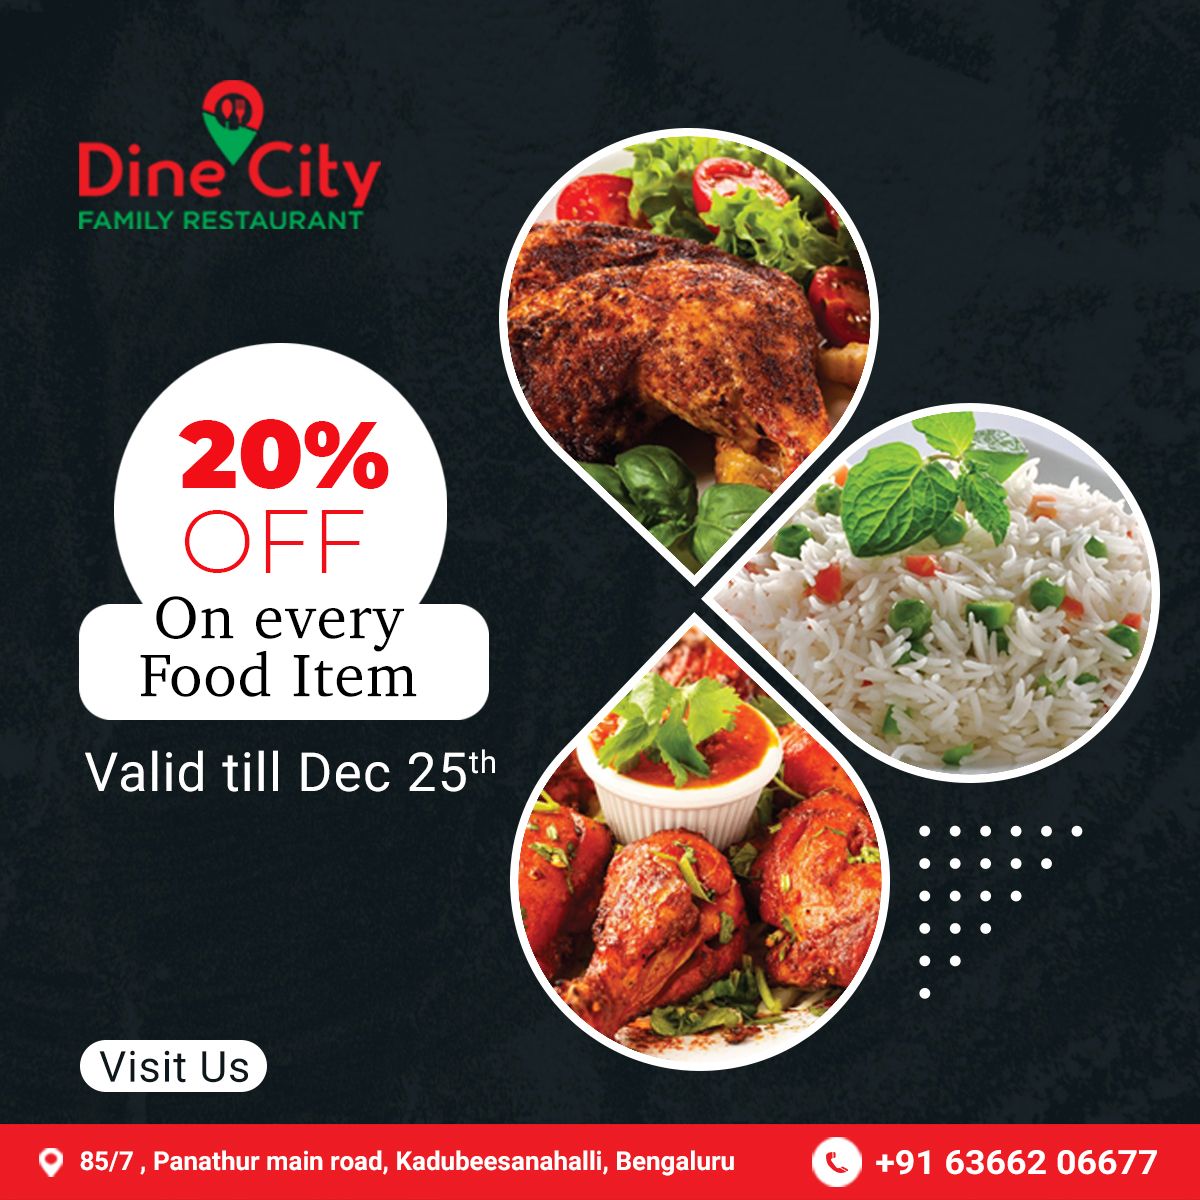 Dine City
FAMILY RESTAURANT
20%
OFF
On every
Food Item
Valid till Dec 25th
Visit Us
85/7 , Panathur main road, Kadubeesanahalli, Bengaluru
+91 63662 06677